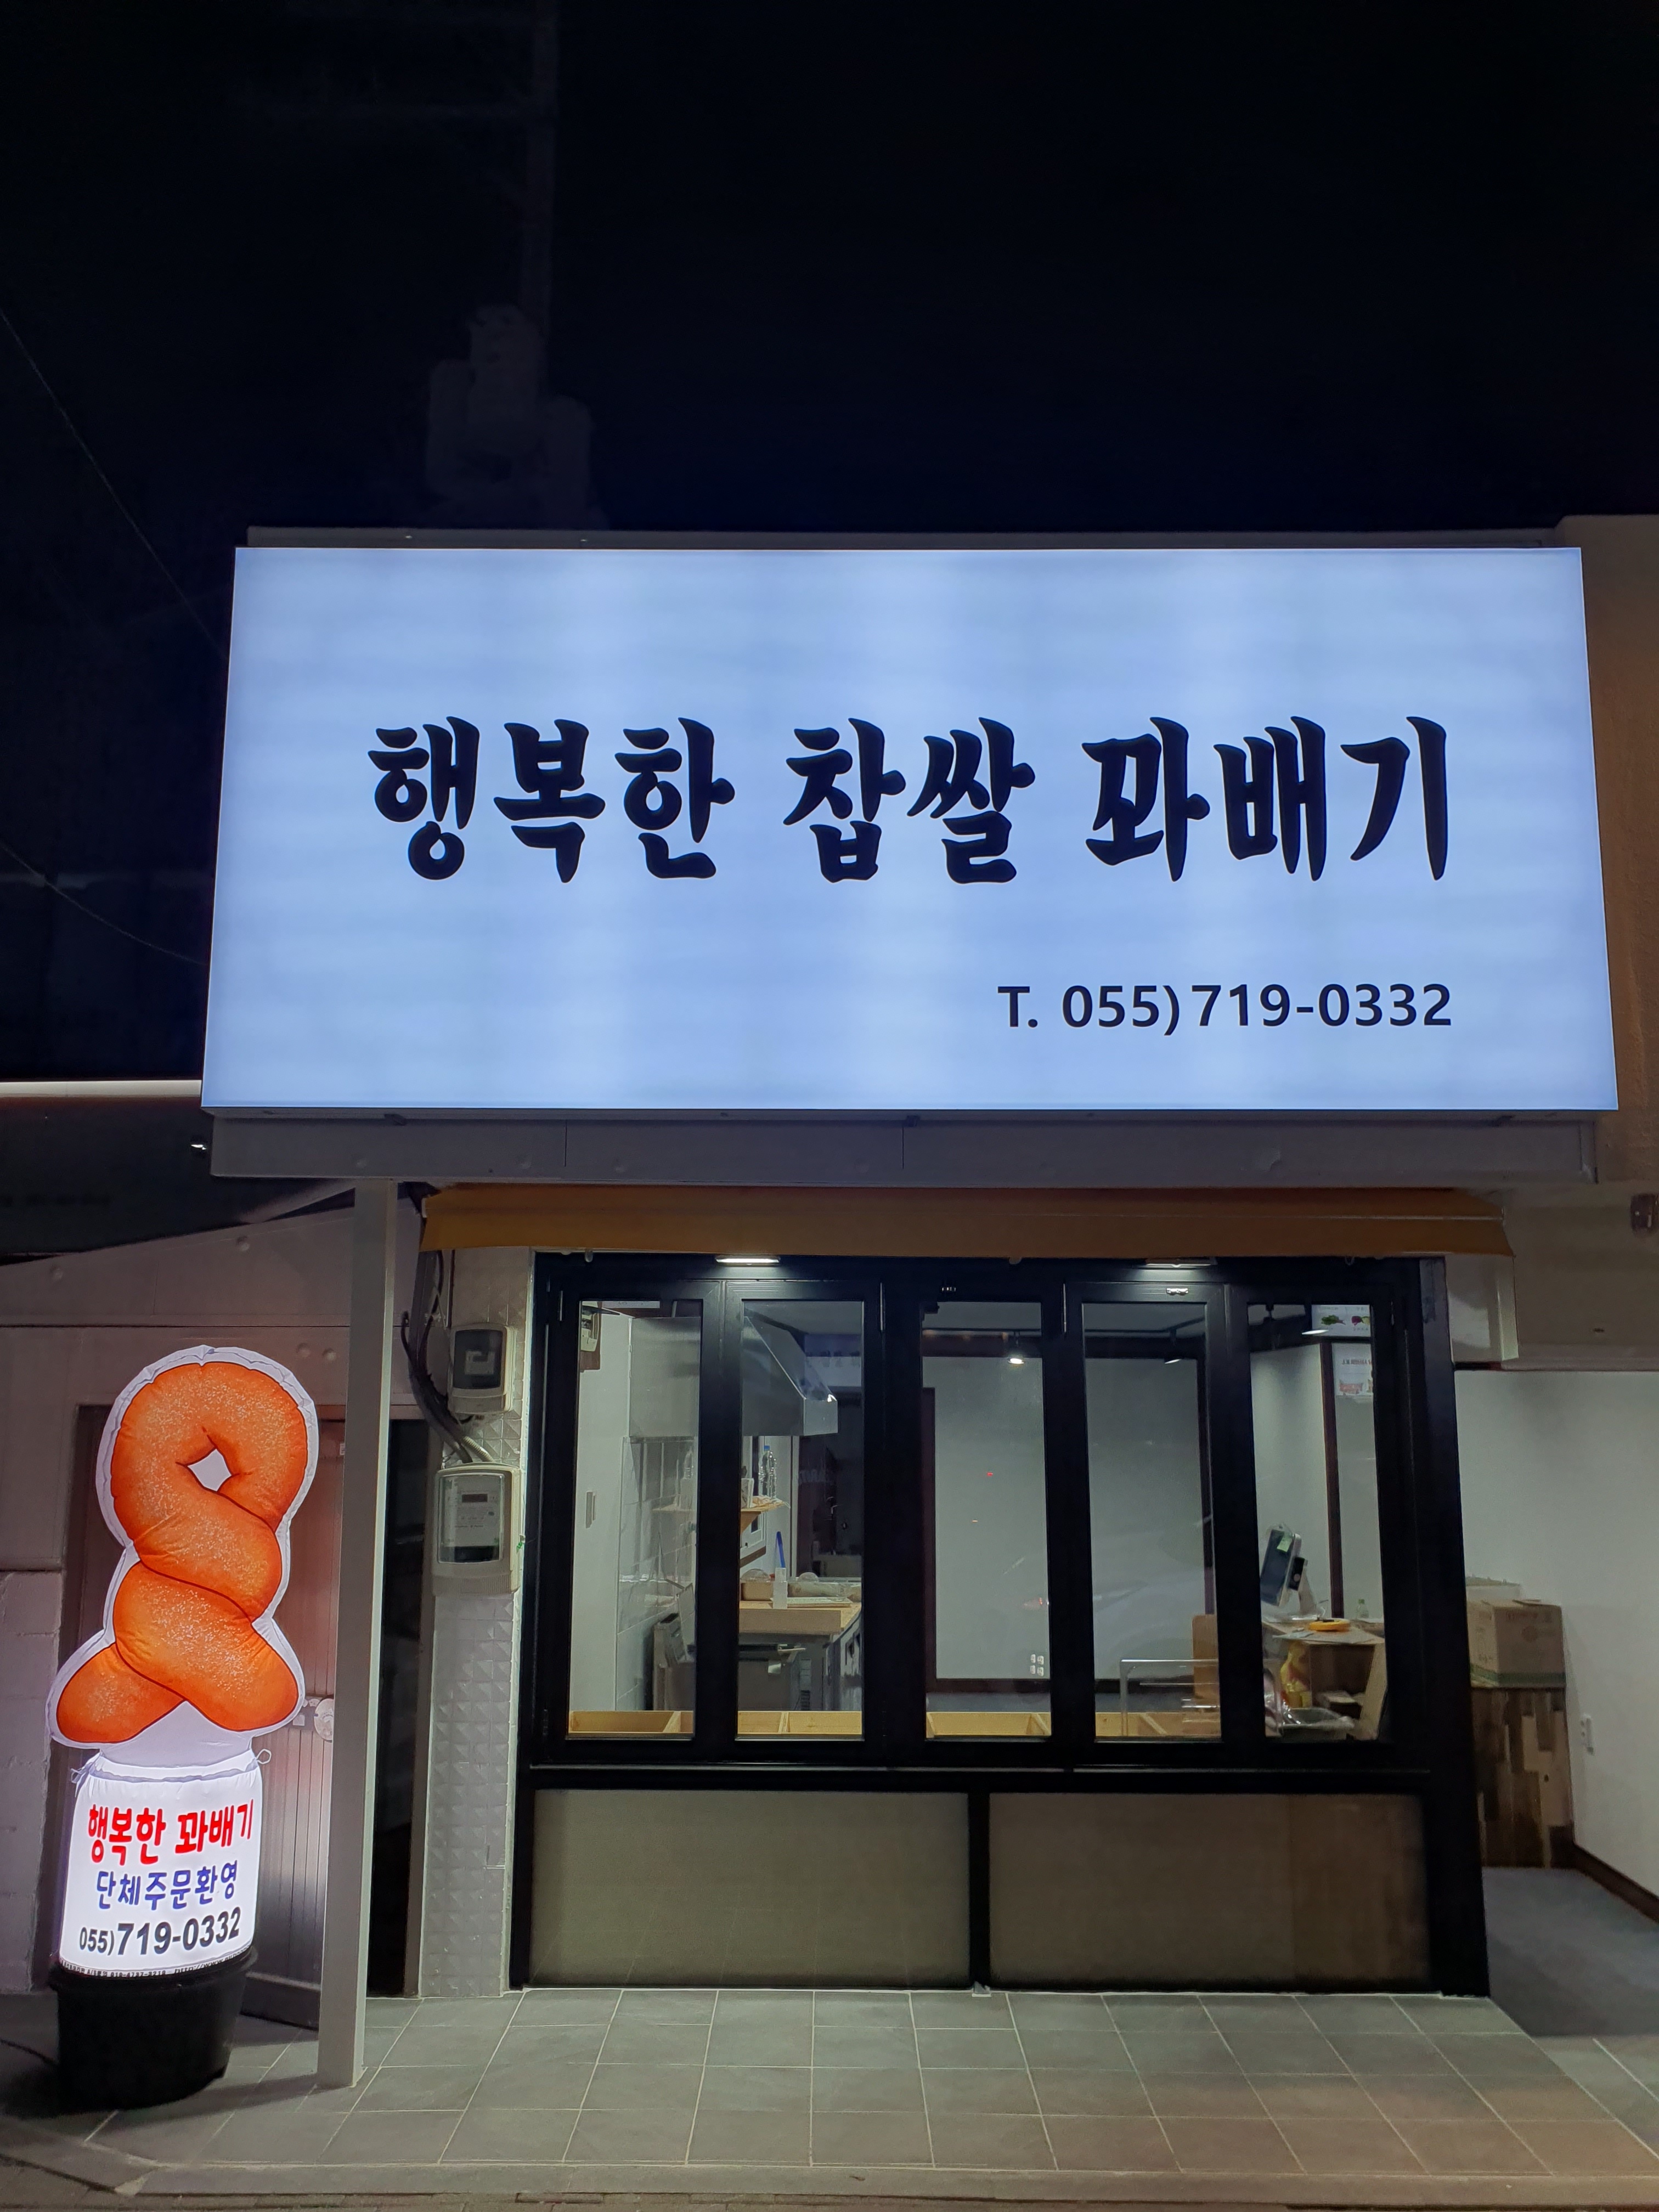 행복한 찹쌀 꽈배기
T. 055)719-0332
행복한 꽈배기
단체주문환영
055)719-0332